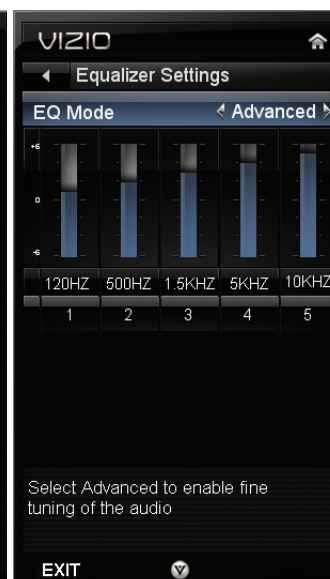 VIZIO
Equalizer Settings
EQ Mode Advanced
+6
0
-6
120HZ 500HZ 1.5KHZ 5KHZ 10KHZ
1 2 3 4 5
Select Advanced to enable fine
tuning of the audio
EXIT V